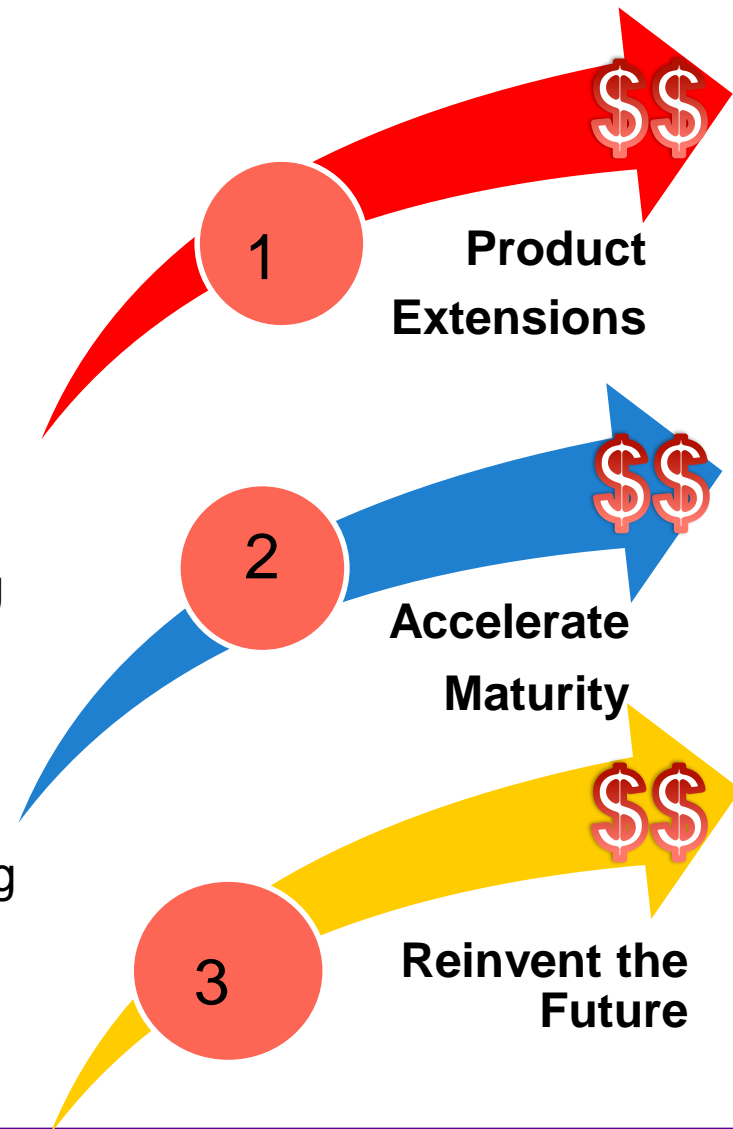 $$
1
Product
Extensions
$$
2
g
Accelerate
Maturity
$$
g
3
Reinvent the
Future